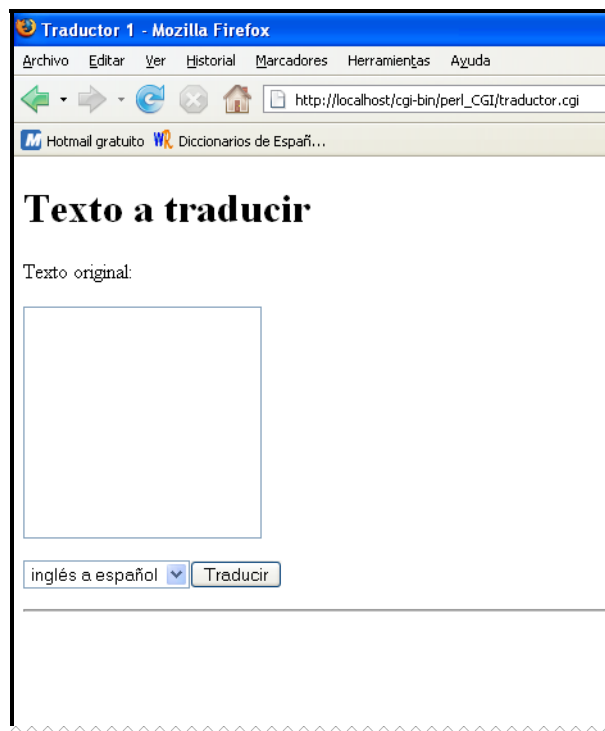 Traductor 1 - Mozilla Firefox
Archivo Editar Ver Historial Marcadores Herramientas Ayuda
http://localhost/cgi-bin/perl_CGI/traductor.cgi
M Hotmail gratuito WR Diccionarios de Españ...
Texto a traducir
Texto original:
inglés a español Traducir